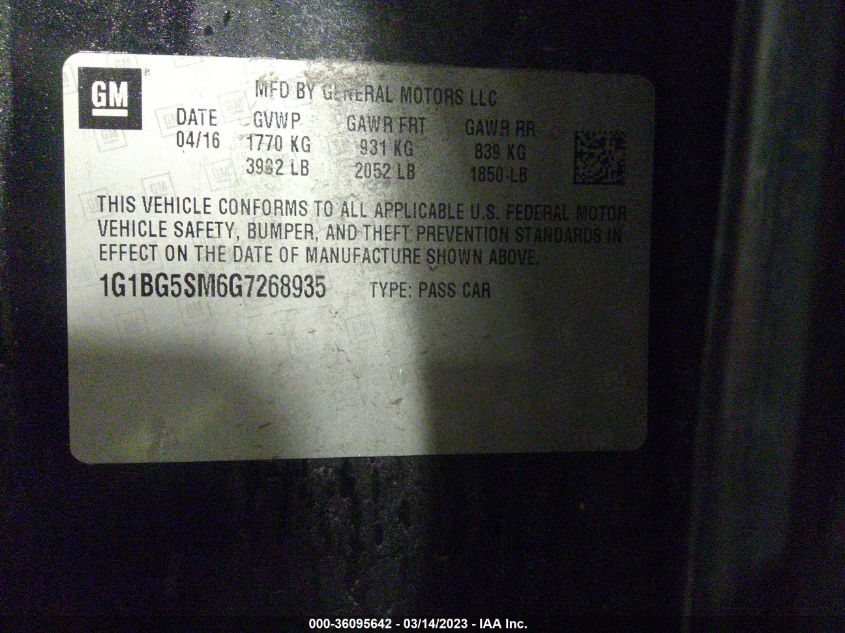 GM ®
MFD BY GENERAL MOTORS LLC
DATE GVWP GAWR FRT GAWR RR
04/16 1770 KG 931 KG 839 KG
3902 LB 2052 LB 1850 LB
THIS VEHICLE CONFORMS TO ALL APPLICABLE U.S. FEDERAL MOTOR
VEHICLE SAFETY, BUMPER, AND THEFT PREVENTION STANDARDS IN
EFFECT ON THE DATE OF MANUFACTURE SHOWN ABOVE.
1G1BG5SM6G7268935 TYPE: PASS CAR
000-36095642 - 03/14/2023 - IAA Inc.